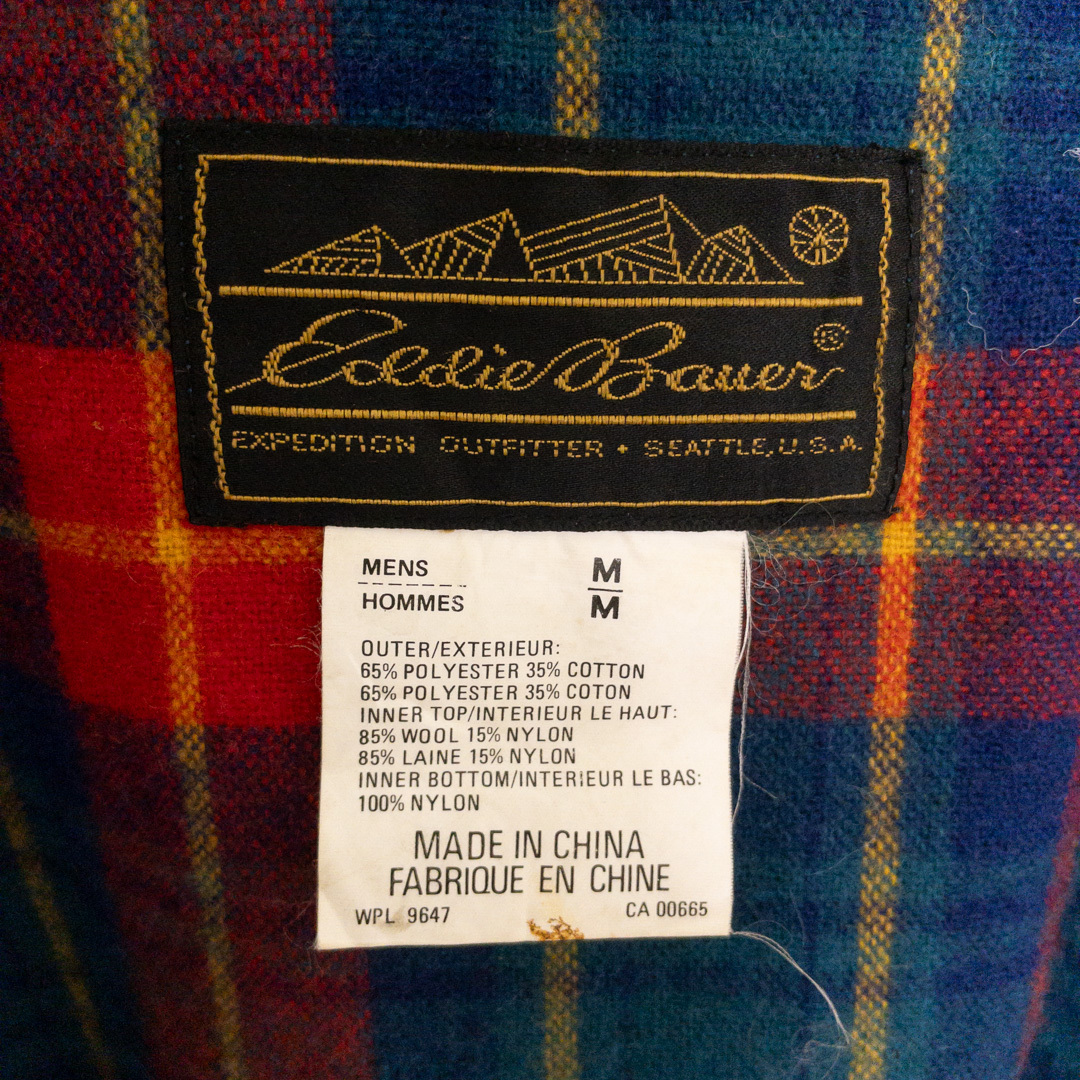 Eddie Bauer®
EXPEDITION OUTFITTER + SEATTLE, U.S.A.
MENS M
HOMMES M
OUTER/EXTERIEUR:
65% POLYESTER 35% COTTON
65% POLYESTER 35% COTON
INNER TOP/INTERIEUR LE HAUT:
85% WOOL 15% NYLON
85% LAINE 15% NYLON
INNER BOTTOM/INTERIEUR LE BAS:
100% NYLON
MADE IN CHINA
FABRIQUE EN CHINE
WPL 9647 CA 00665